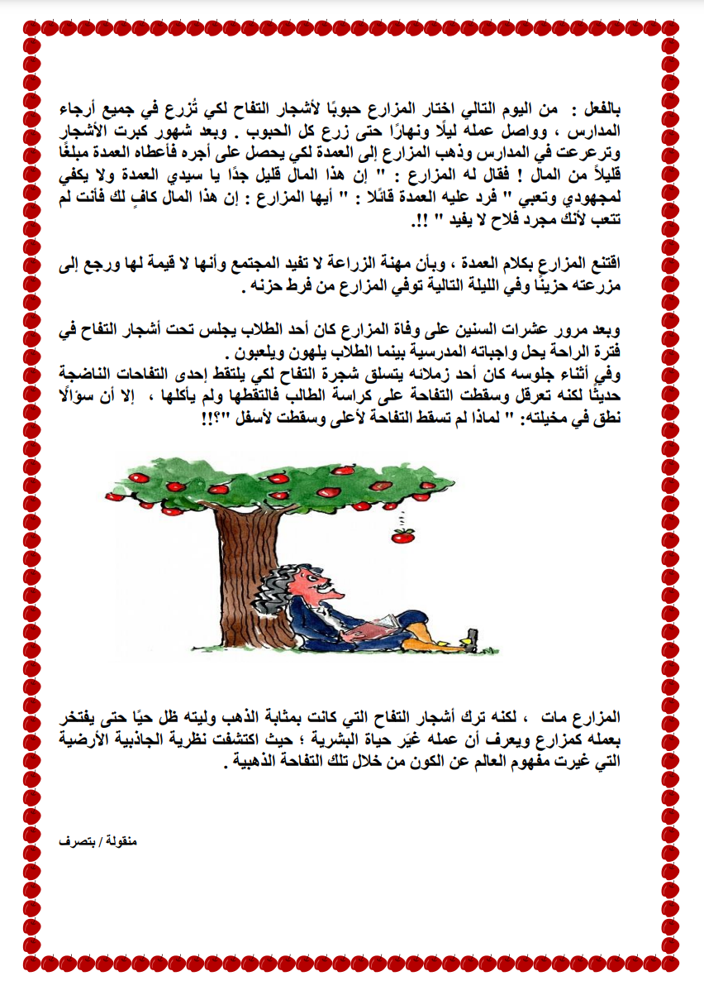 بالفعل : من اليوم التالي اختار المزارع حبوبًا لأشجار التفاح لكي تُزرع في جميع أرجاء
المدارس ، وواصل عمله ليلًا ونهارًا حتى زرع كل الحبوب . وبعد شهور كبرت الأشجار
وترعرعت في المدارس وذهب المزارع إلى العمدة لكي يحصل على أجره فأعطاه العمدة مبلغًا
قليلاً من المال ! فقال له المزارع : " إن هذا المال قليل جدًا يا سيدي العمدة ولا يكفي
لمجهودي وتعبي " فرد عليه العمدة قائلا : " أيها المزارع : إن هذا المال كافٍ لك فأنت لم
تتعب لأنك مجرد فلاح لا يفيد " !!.
اقتنع المزارع بكلام العمدة ، وبأن مهنة الزراعة لا تفيد المجتمع وأنها لا قيمة لها ورجع إلى
مزرعته حزينًا وفي الليلة التالية توفي المزارع من فرط حزنه .
وبعد مرور عشرات السنين على وفاة المزارع كان أحد الطلاب يجلس تحت أشجار التفاح في
فترة الراحة يحل واجباته المدرسية بينما الطلاب يلهون ويلعبون .
وفي أثناء جلوسه كان أحد زملائه يتسلق شجرة التفاح لكي يلتقط إحدى التفاحات الناضجة
حديثًا لكنه تعرقل وسقطت التفاحة على كراسة الطالب فالتقطها ولم يأكلها ، إلا أن سؤالًا
نطق في مخيلته: " لماذا لم تسقط التفاحة لأعلى وسقطت لأسفل "؟!!
المزارع مات ، لكنه ترك أشجار التفاح التي كانت بمثابة الذهب وليته ظل حيًا حتى يفتخر
بعمله كمزارع ويعرف أن عمله غيَر حياة البشرية ؛ حيث اكتشفت نظرية الجاذبية الأرضية
التي غيرت مفهوم العالم عن الكون من خلال تلك التفاحة الذهبية .
منقولة / بتصرف